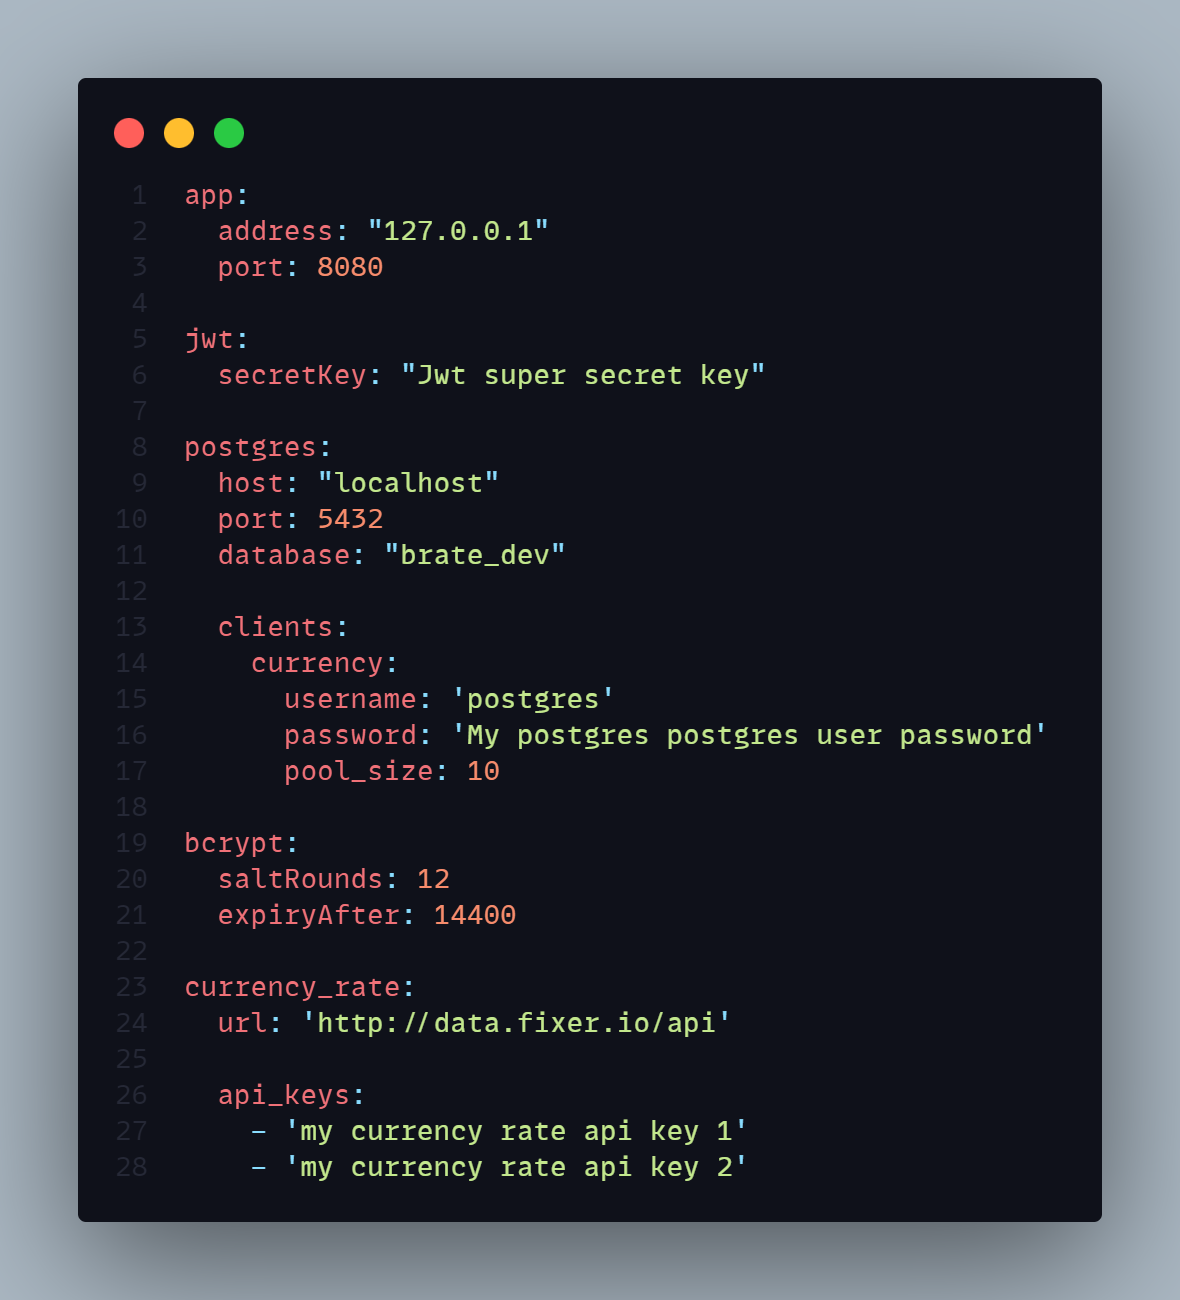 1 app:
2   address: "127.0.0.1"
3   port: 8080
4
5 jwt:
6   secretKey: "Jwt super secret key"
7
8 postgres:
9   host: "localhost"
10   port: 5432
11   database: "brate_dev"
12
13   clients:
14     currency:
15       username: 'postgres'
16       password: 'My postgres postgres user password'
17       pool_size: 10
18
19 bcrypt:
20   saltRounds: 12
21   expiryAfter: 14400
22
23 currency_rate:
24   url: 'http://data.fixer.io/api'
25
26   api_keys:
27     - 'my currency rate api key 1'
28     - 'my currency rate api key 2'